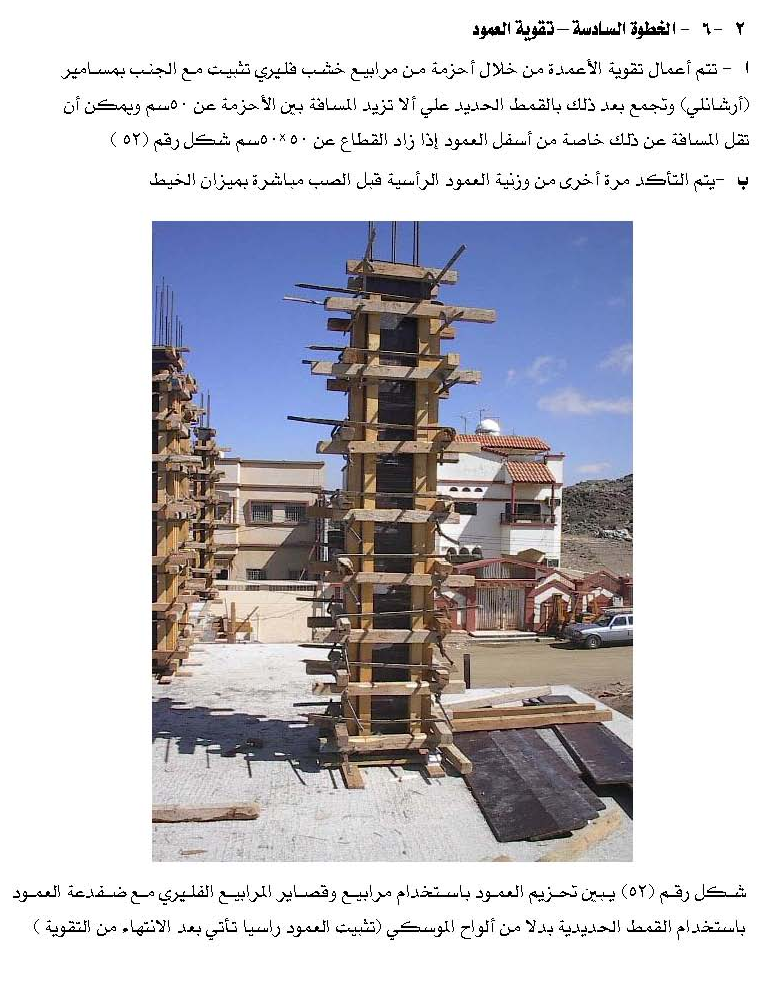 ٢ - ٦ - الخطوة السادسة – تقوية العمود
ا - تتم أعمال تقوية الأعمدة من خلال أحزمة من مرابيع خشب فليري تثبيت مع الجنب بمسامير
(أرشانلي) وتجمع بعد ذلك بالقمط الحديد علي ألا تزيد المسافة بين الأحزمة عن ٥٠سم ويمكن أن
تقل المسافة عن ذلك خاصة من أسفل العمود إذا زاد القطاع عن ٥٠×٥٠سم شكل رقم (٥٢ )
ب -يتم التأكد مرة أخرى من وزنية العمود الرأسية قبل الصب مباشرة بميزان الخيط
شكل رقم (٥٢) يبين تحزيم العمود باستخدام مرابيع وقصاير المرابيع الفليري مع ضفدعة العمود
باستخدام القمط الحديدية بدلا من ألواح الموسكي (تثبيت العمود راسيا تأتي بعد الانتهاء من التقوية )